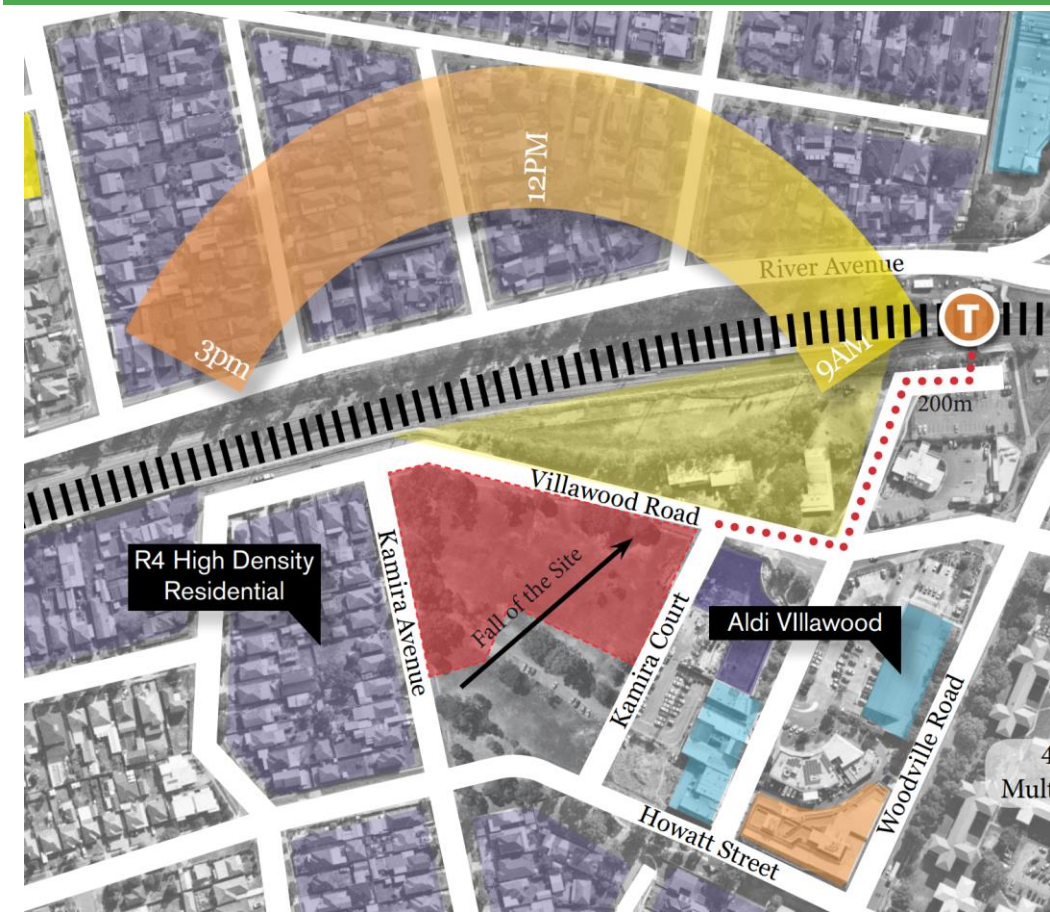 12PM
River Avenue
T
3pm
9AM
200m
Villawood Road
R4 High Density
Residential
Kamira Avenue
Fall of the Site
Aldi VIllawood
Kamira Court
Woodville Road
4
Mult
Howatt Street